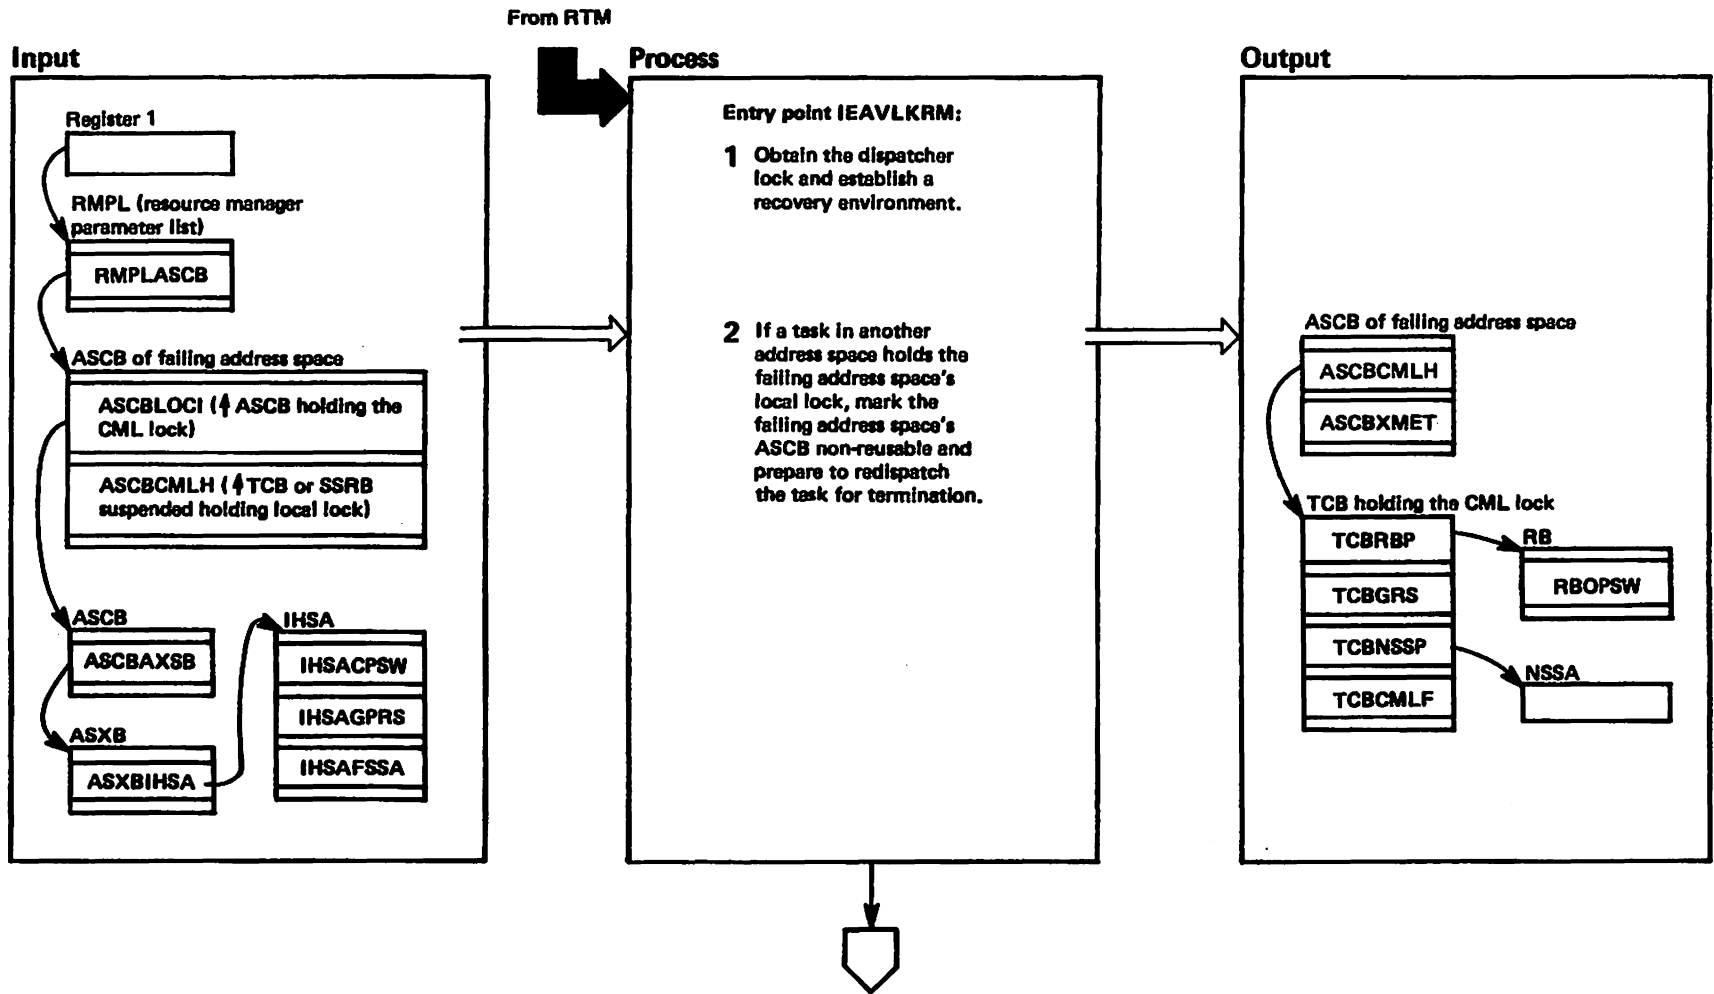 From RTM
Input
Register 1
RMPL (resource manager
parameter list)
RMPLASCB
ASCB of failing address space
ASCBLOCI (↑ ASCB holding the
CML lock)
ASCBCMLH (↑ TCB or SSRB
suspended holding local lock)
ASCB
ASCBAXSB
ASXB
ASXBIHSA
IHSA
IHSACPSW
IHSAGPRS
IHSAFSSA
Process
Entry point IEAVLKRM:
1 Obtain the dispatcher
lock and establish a
recovery environment.
2 If a task in another
address space holds the
failing address space's
local lock, mark the
failing address space's
ASCB non-reusable and
prepare to redispatch
the task for termination.
Output
ASCB of failing address space
ASCBCMLH
ASCBXMET
TCB holding the CML lock
TCBRBP
TCBGRS
TCBNSSP
TCBCMLF
RB
RBOPSW
NSSA